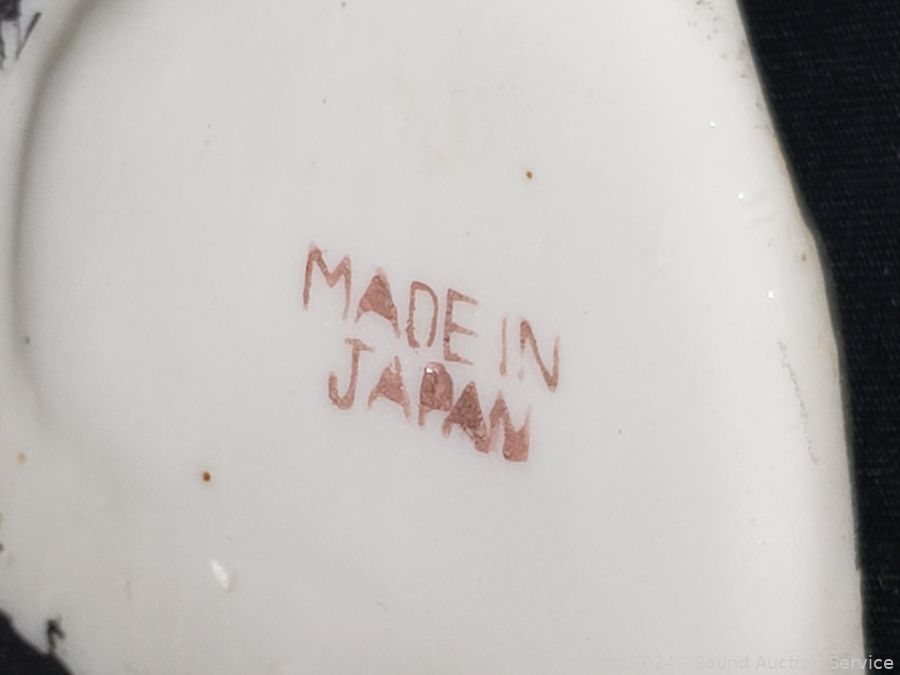 MADE IN
JAPAN
2024 - Sound Auction Service